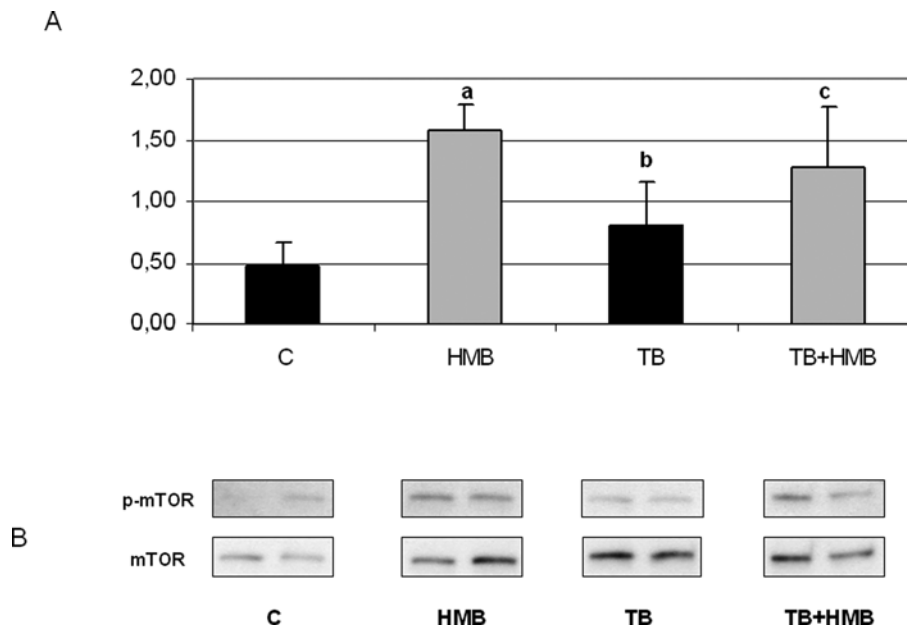 A
2,00
1,50
1,00
0,50
0,00
a
b
c
C HMB TB TB+HMB
B
p-mTOR
mTOR
C HMB TB TB+HMB